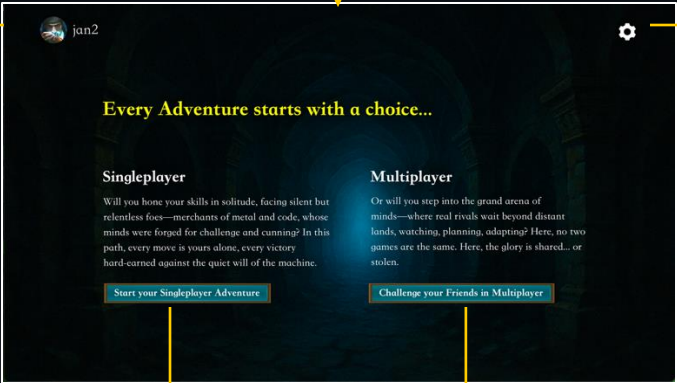 jan2
Every Adventure starts with a choice...
Singleplayer
Will you hone your skills in solitude, facing silent but
relentless foes—merchants of metal and code, whose
minds were forged for challenge and cunning? In this
path, every move is yours alone, every victory
hard-earned against the quiet will of the machine.
Start your Singleplayer Adventure
Multiplayer
Or will you step into the grand arena of
minds—where real rivals wait beyond distant
lands, watching, planning, adapting? Here, no two
games are the same. Here, the glory is shared... or
stolen.
Challenge your Friends in Multiplayer